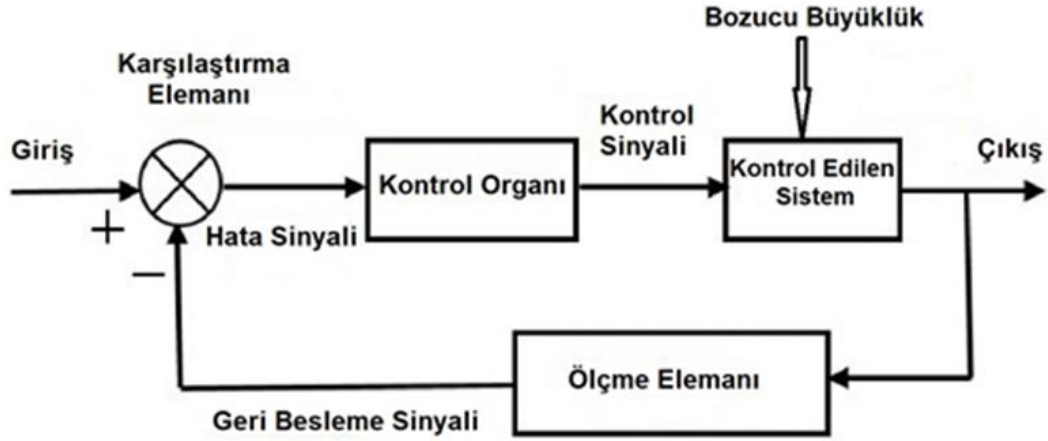 Bozucu Büyüklük
Karşılaştırma
Elemanı
Kontrol
Sinyali
Giriş
Çıkış
Kontrol Organı
Kontrol Edilen
Sistem
+
Hata Sinyali
−
Ölçme Elemanı
Geri Besleme Sinyali